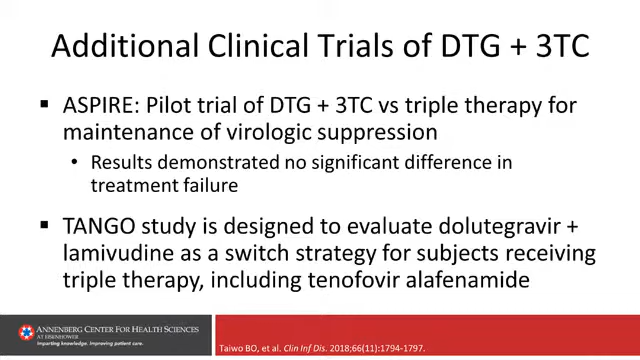 Additional Clinical Trials of DTG + 3TC
▪ ASPIRE: Pilot trial of DTG + 3TC vs triple therapy for
maintenance of virologic suppression
• Results demonstrated no significant difference in
treatment failure
▪ TANGO study is designed to evaluate dolutegravir +
lamivudine as a switch strategy for subjects receiving
triple therapy, including tenofovir alafenamide
ANNENBERG CENTER FOR HEALTH SCIENCES
AT EISENHOWER
Imparting knowledge. Improving patient care.
Taiwo BO, et al. Clin Inf Dis. 2018;66(11):1794-1797.